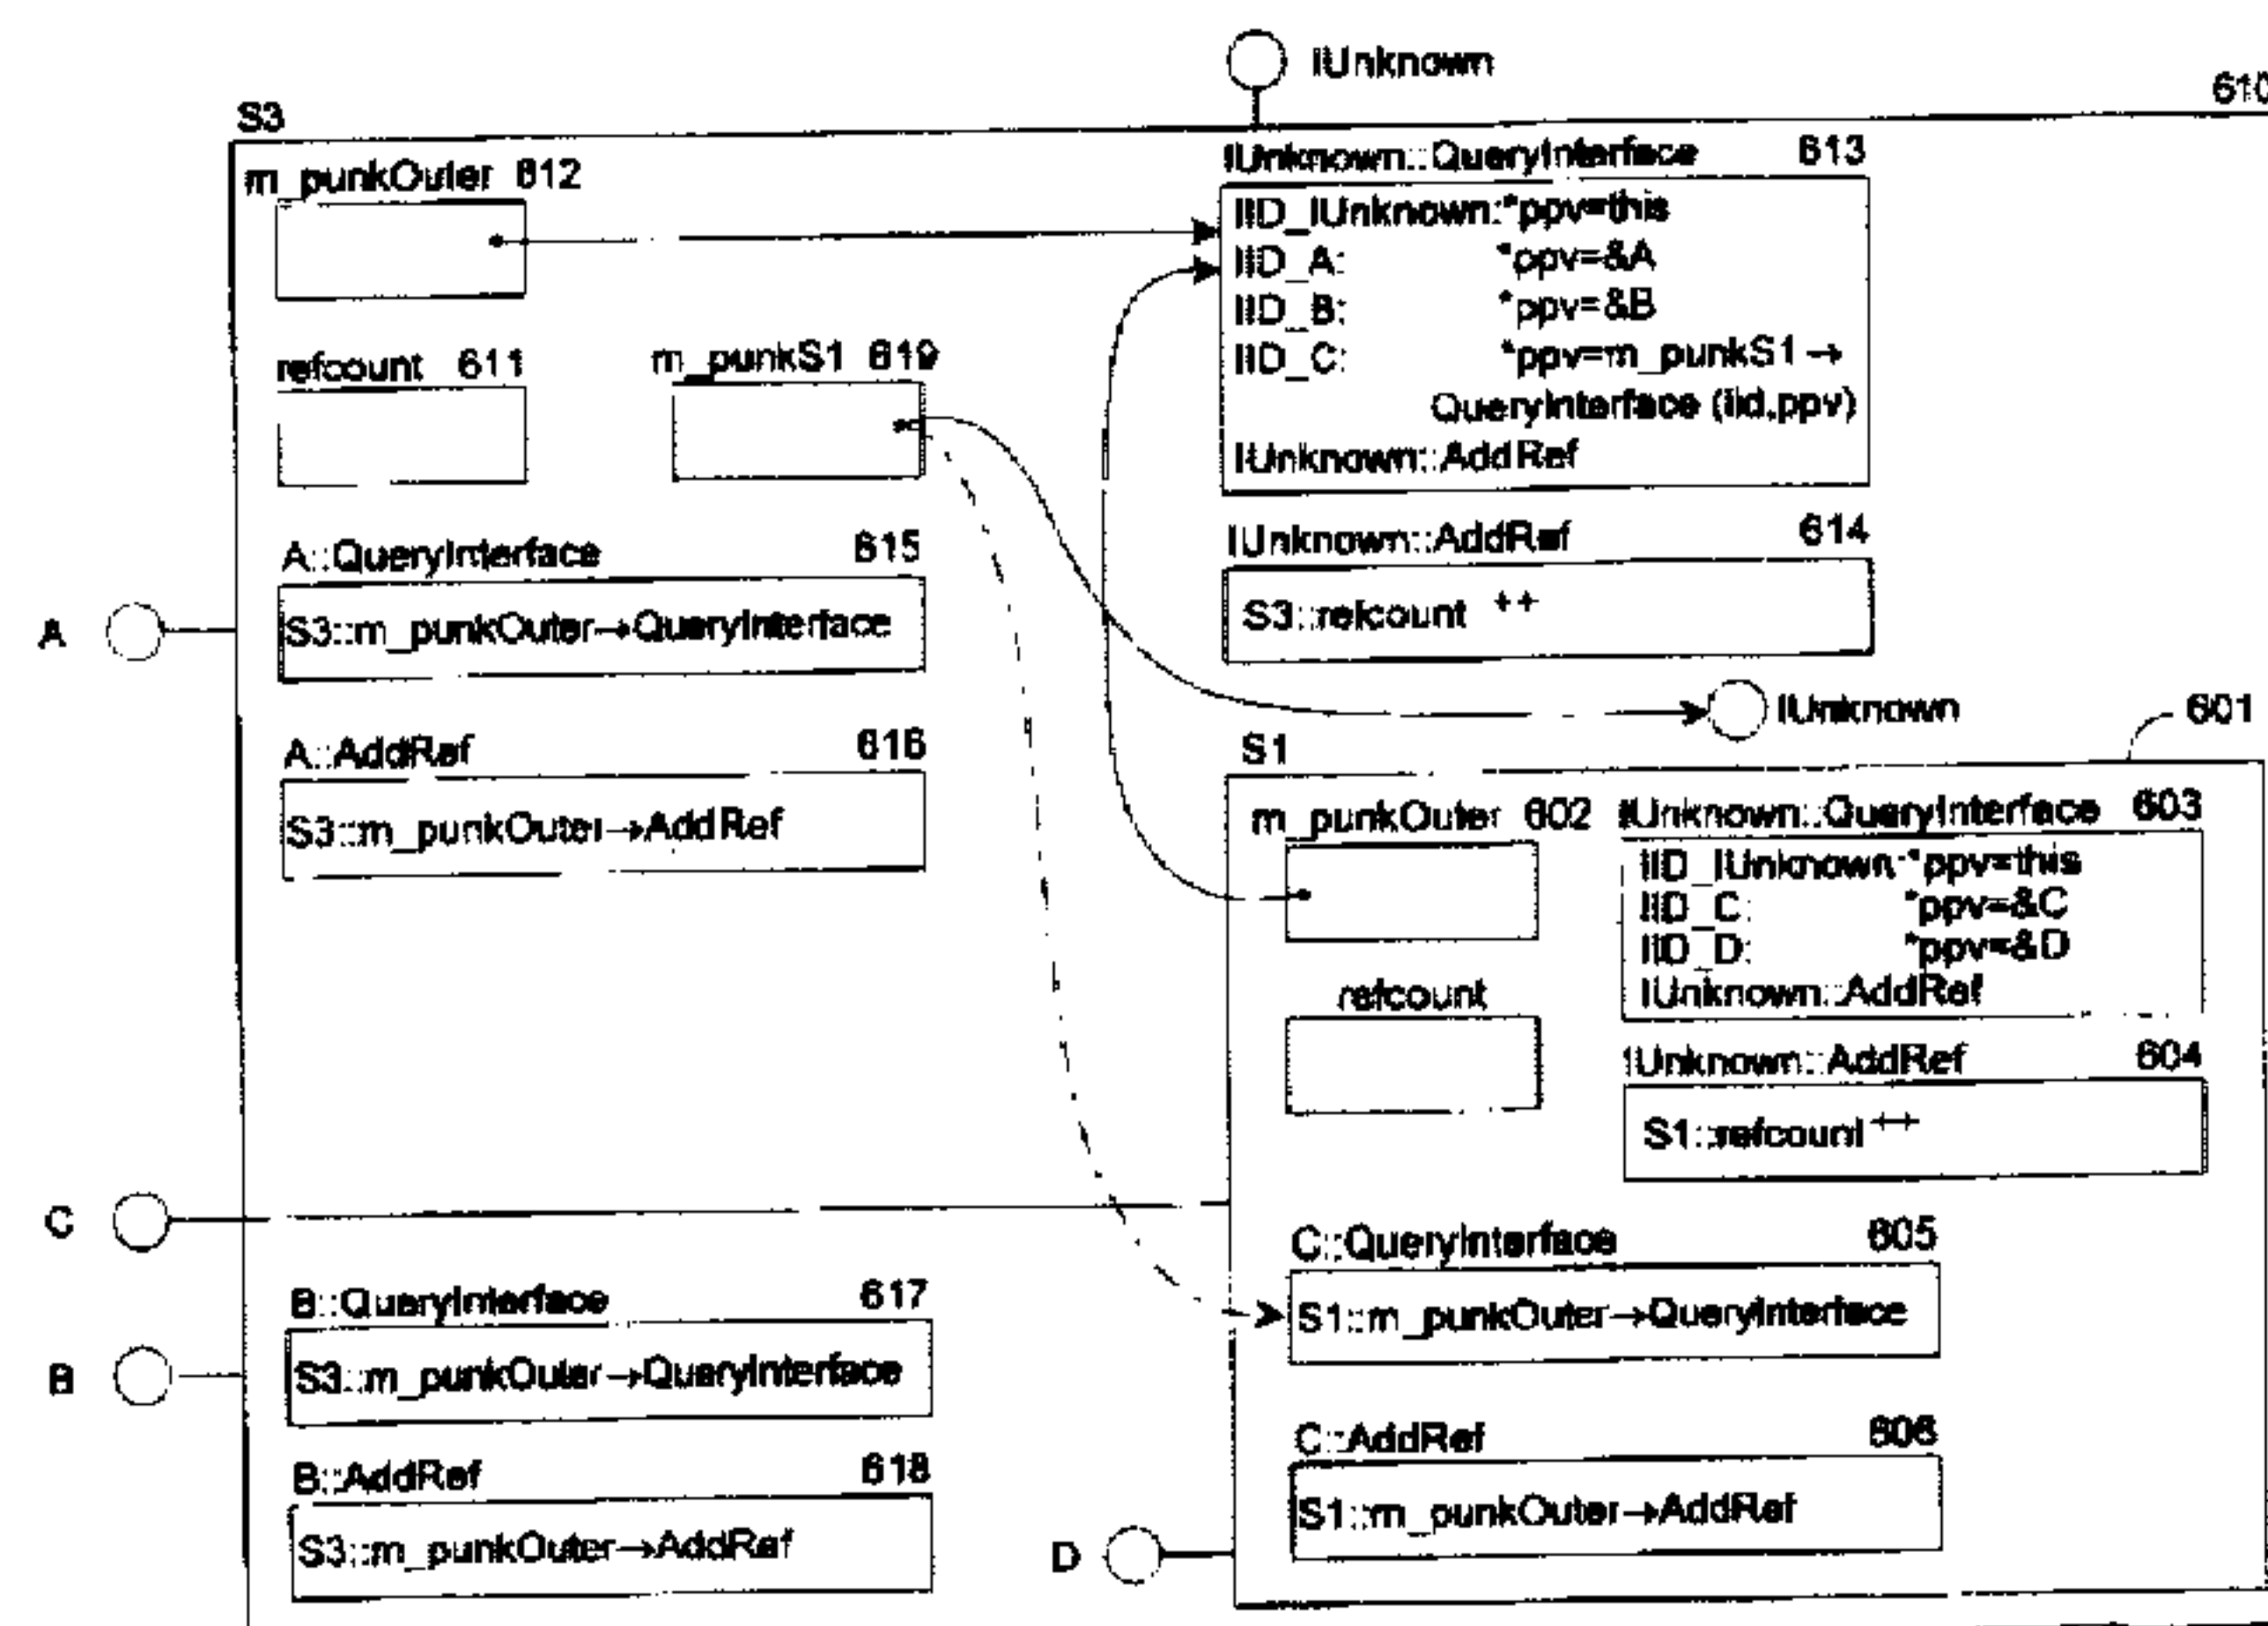 IUnknown
610
S3
m_punkOuter 612
IUnknown::QueryInterface 613
IID_IUnknown:*ppv=this
IID_A: *ppv=&A
IID_B: *ppv=&B
IID_C: *ppv=m_punkS1→
QueryInterface (iid,ppv)
IUnknown::AddRef
refcount 611
m_punkS1 619
IUnknown::AddRef 614
S3::refcount ++
A::QueryInterface 615
S3::m_punkOuter→QueryInterface
A
A::AddRef 616
S3::m_punkOuter→AddRef
IUnknown
601
S1
m_punkOuter 602
IUnknown::QueryInterface 603
IID_IUnknown:*ppv=this
IID_C: *ppv=&C
IID_D: *ppv=&D
IUnknown::AddRef
refcount
IUnknown::AddRef 604
S1::refcount ++
C
C::QueryInterface 605
S1::m_punkOuter→QueryInterface
B::QueryInterface 617
S3::m_punkOuter→QueryInterface
B
C::AddRef 606
S1::m_punkOuter→AddRef
B::AddRef 618
S3::m_punkOuter→AddRef
D